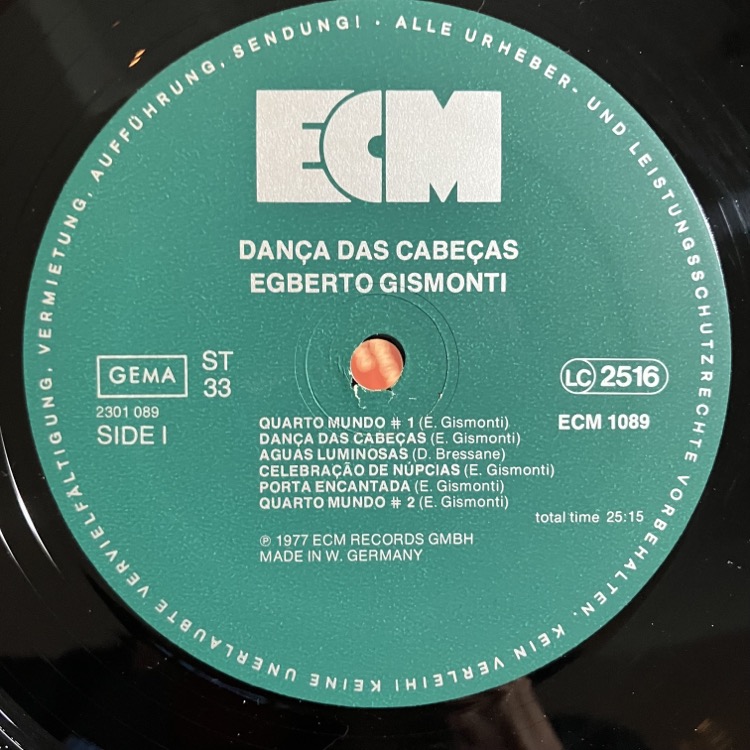 ALLE URHEBER- UND LEISTUNGSSCHUTZRECHTE VORBEHALTEN. KEIN VERLEIH! KEINE UNERLAUBTE VERVIELFÄLTIGUNG, VERMIETUNG, AUFFÜHRUNG, SENDUNG! ·
ECM
DANÇA DAS CABEÇAS
EGBERTO GISMONTI
GEMA
ST
33
2301 089
SIDE I
LC 2516
ECM 1089
QUARTO MUNDO # 1 (E. Gismonti)
DANÇA DAS CABEÇAS (E. Gismonti)
AGUAS LUMINOSAS (D. Bressane)
CELEBRAÇÃO DE NÚPCIAS (E. Gismonti)
PORTA ENCANTADA (E. Gismonti)
QUARTO MUNDO # 2 (E. Gismonti)
total time 25:15
℗ 1977 ECM RECORDS GMBH
MADE IN W. GERMANY